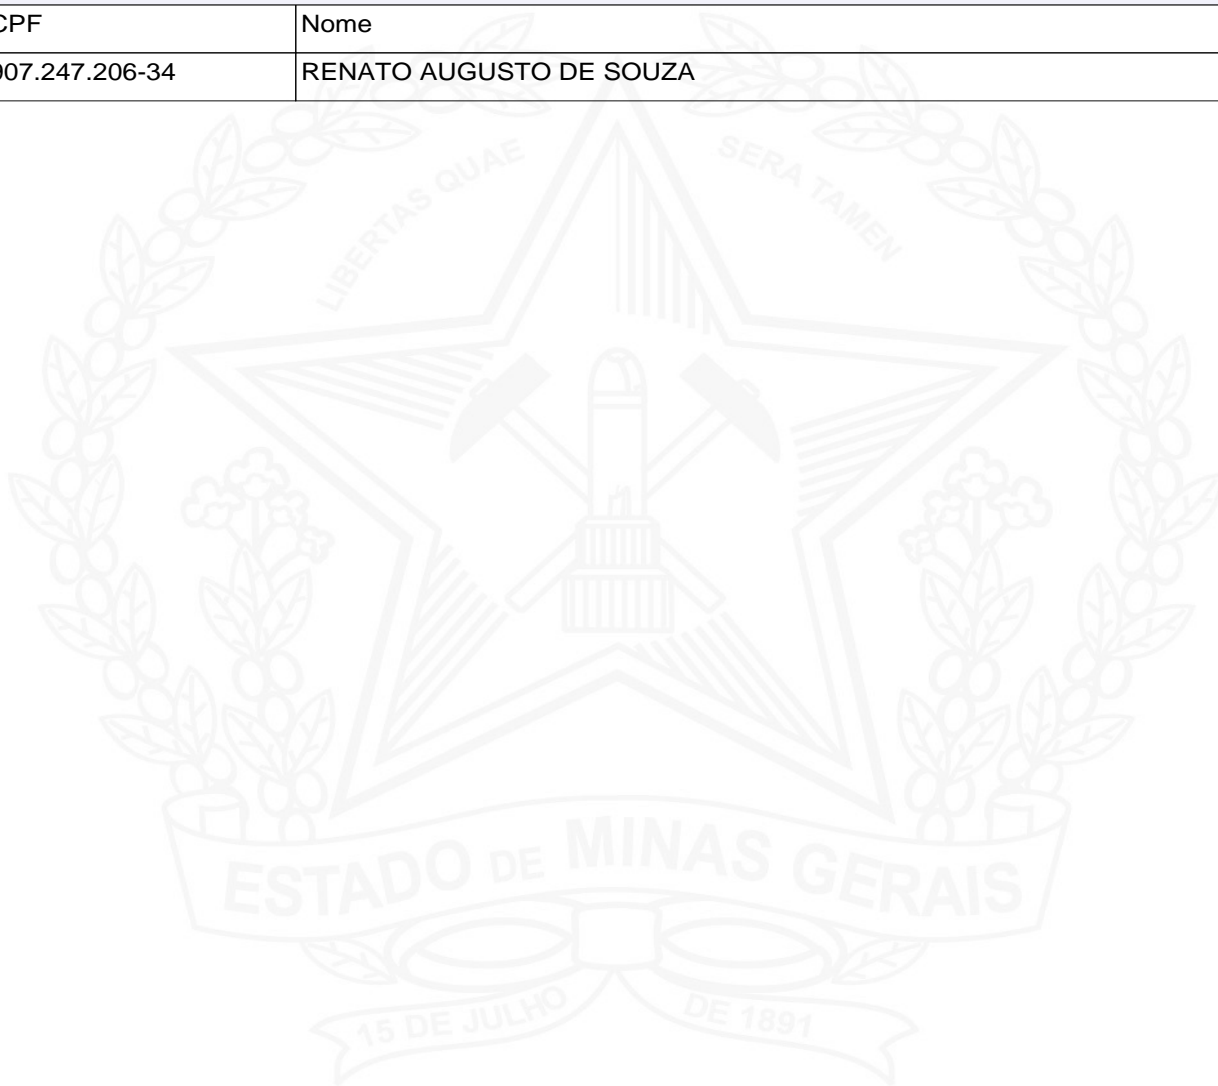 CPF Nome
907.247.206-34 RENATO AUGUSTO DE SOUZA
LIBERTAS QUAE SERA TAMEN
ESTADO DE MINAS GERAIS
15 DE JULHO DE 1891